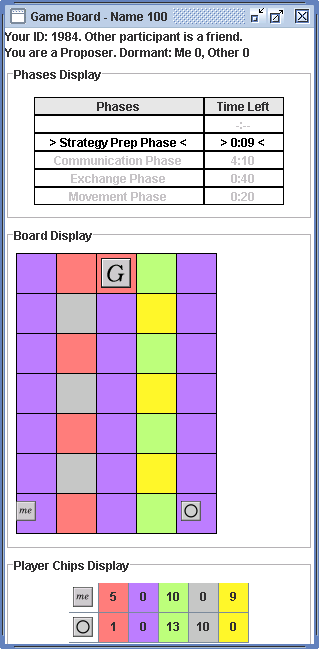 Game Board - Name 100
Your ID: 1984. Other participant is a friend.
You are a Proposer. Dormant: Me 0, Other 0
Phases Display
Phases Time Left
-:--
> Strategy Prep Phase < > 0:09 <
Communication Phase 4:10
Exchange Phase 0:40
Movement Phase 0:20
Board Display
G
me
Player Chips Display
me 5 0 10 0 9
1 0 13 10 0